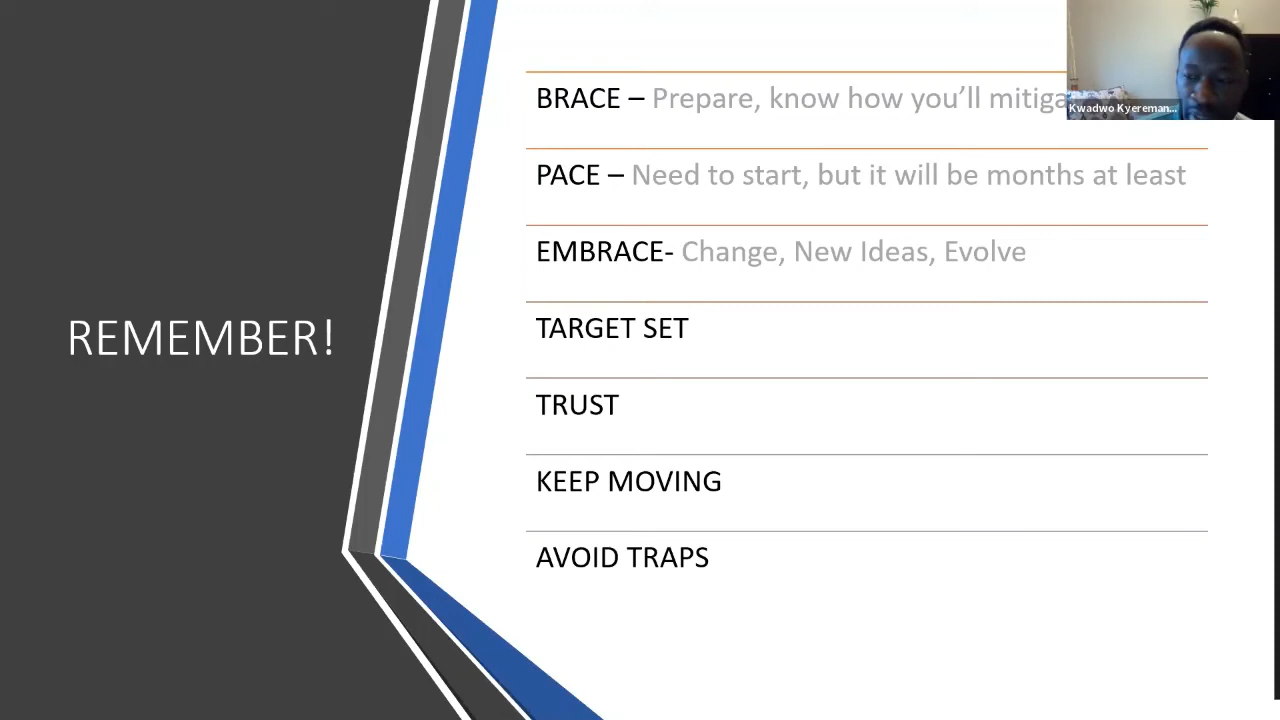 REMEMBER!
BRACE – Prepare, know how you'll
PACE – Need to start, but it will be months at least
EMBRACE- Change, New Ideas, Evolve
TARGET SET
TRUST
KEEP MOVING
AVOID TRAPS
Kwadwo Kyereman...